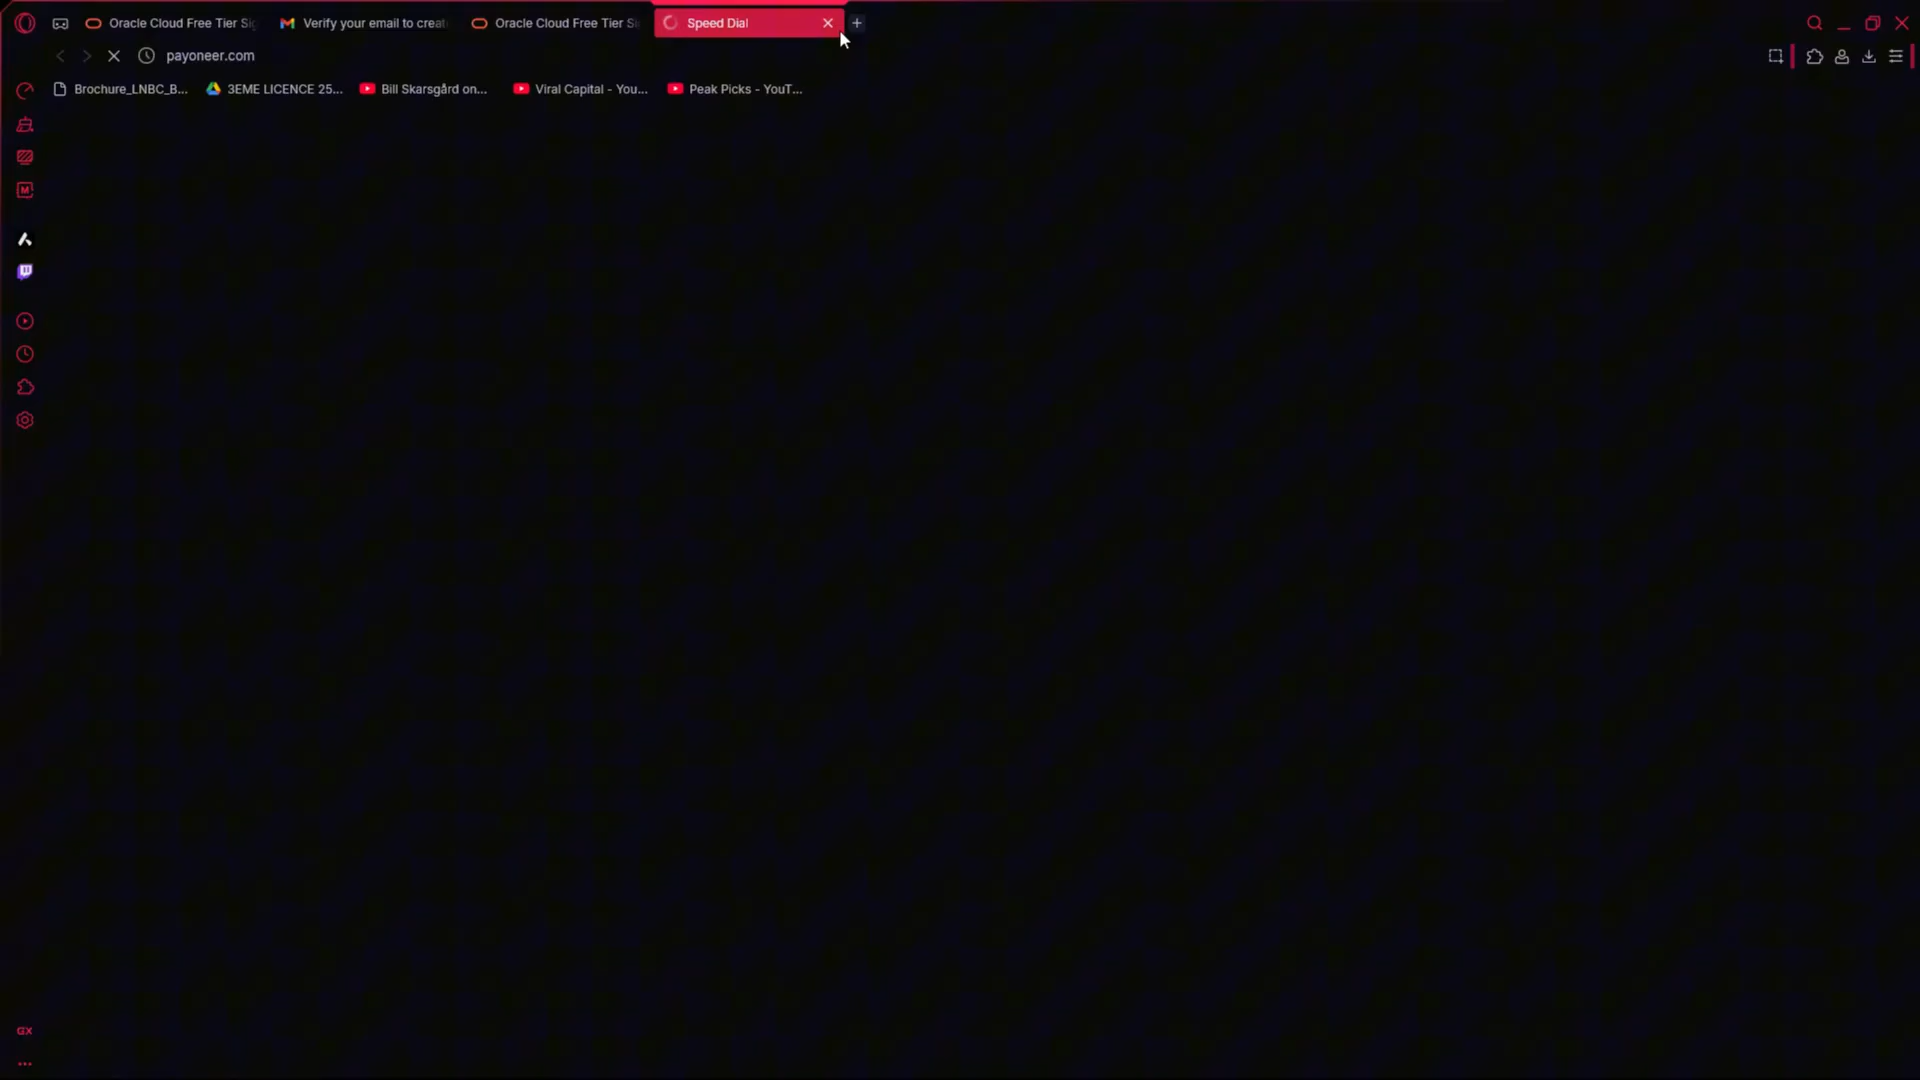 Oracle Cloud Free Tier Si
Verify your email to creat
Oracle Cloud Free Tier Si
Speed Dial
payoneer.com
Brochure_LNBC_B...
3EME LICENCE 25...
Bill Skarsgård on...
Viral Capital - You...
Peak Picks - YouT...
M
GX